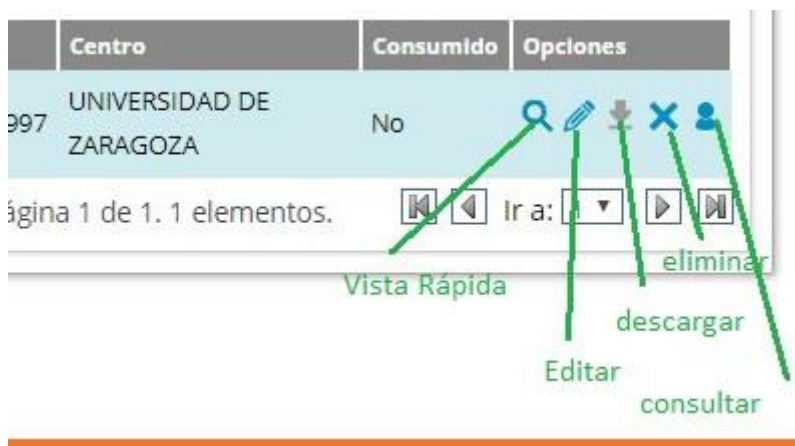 Centro Consumido Opciones
997 UNIVERSIDAD DE ZARAGOZA No
ágina 1 de 1. 1 elementos. Ir a:
eliminar
Vista Rápida
descargar
Editar
consultar